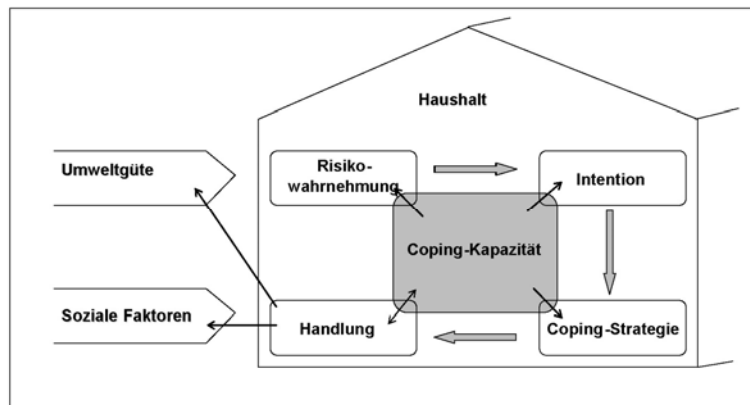 Haushalt
Umweltgüte
Risiko-
wahrnehmung
Intention
Coping-Kapazität
Soziale Faktoren
Handlung
Coping-Strategie